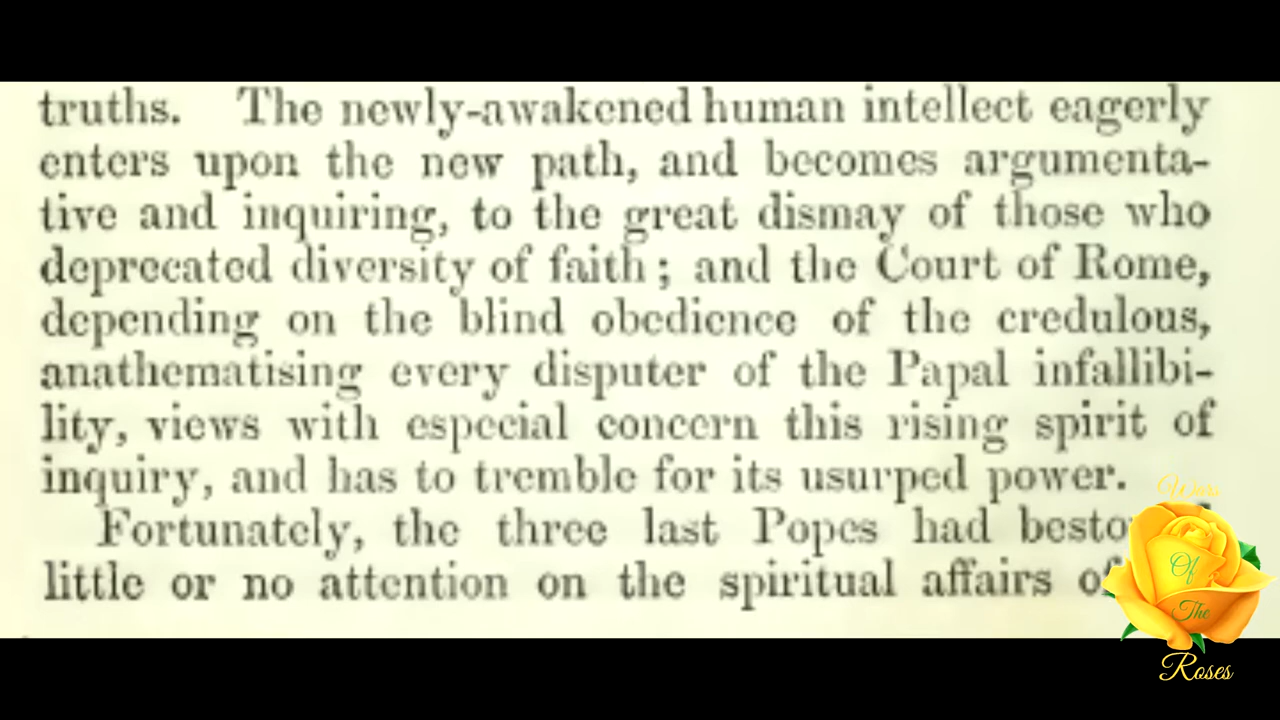 truths. The newly-awakened human intellect eagerly
enters upon the new path, and becomes argumenta-
tive and inquiring, to the great dismay of those who
deprecated diversity of faith; and the Court of Rome,
depending on the blind obedience of the credulous,
anathematising every disputer of the Papal infallibi-
lity, views with especial concern this rising spirit of
inquiry, and has to tremble for its usurped power.
Fortunately, the three last Popes had
little or no attention on the spiritual affairs
Wars
Of
The
Roses